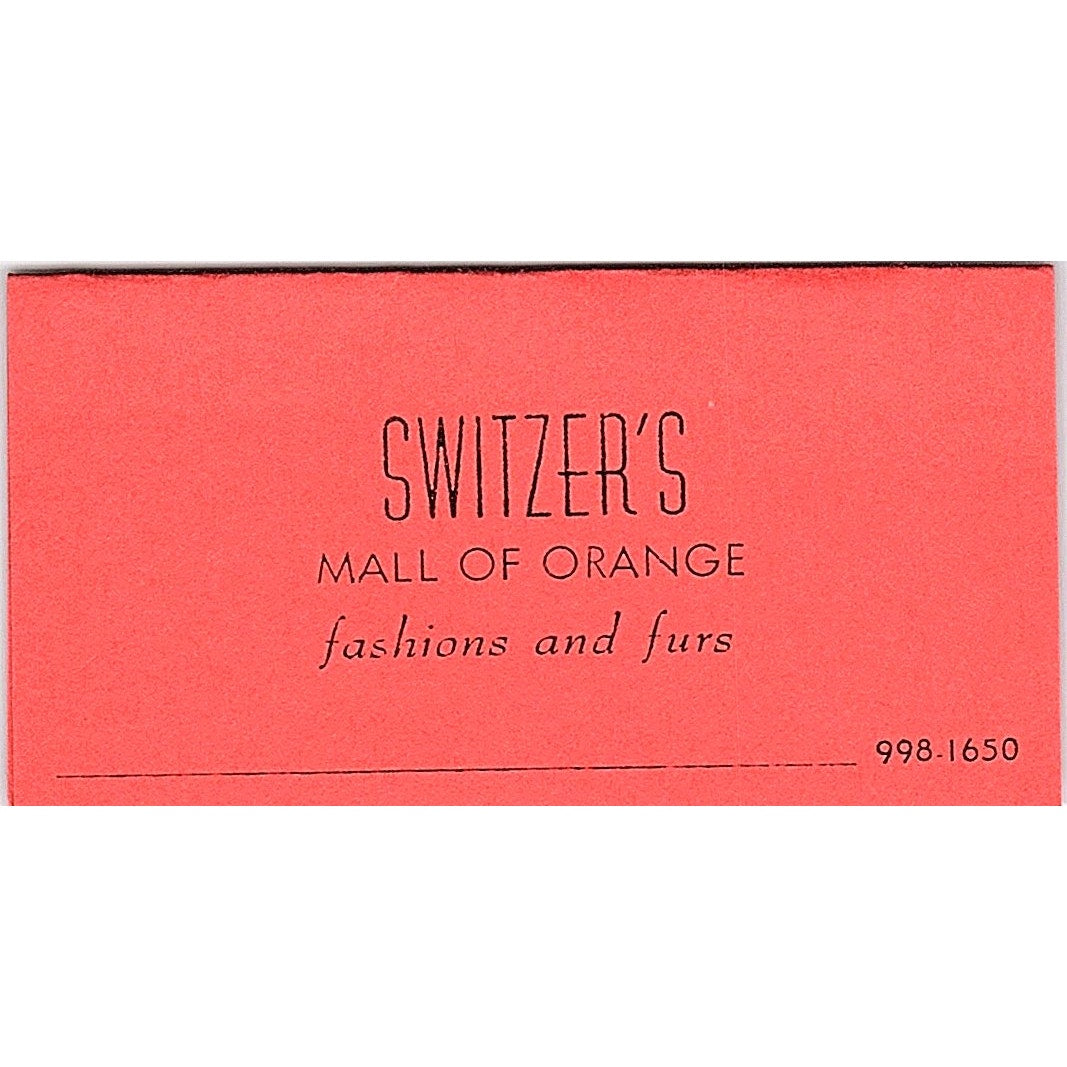 SWITZER'S
MALL OF ORANGE
fashions and furs
998-1650